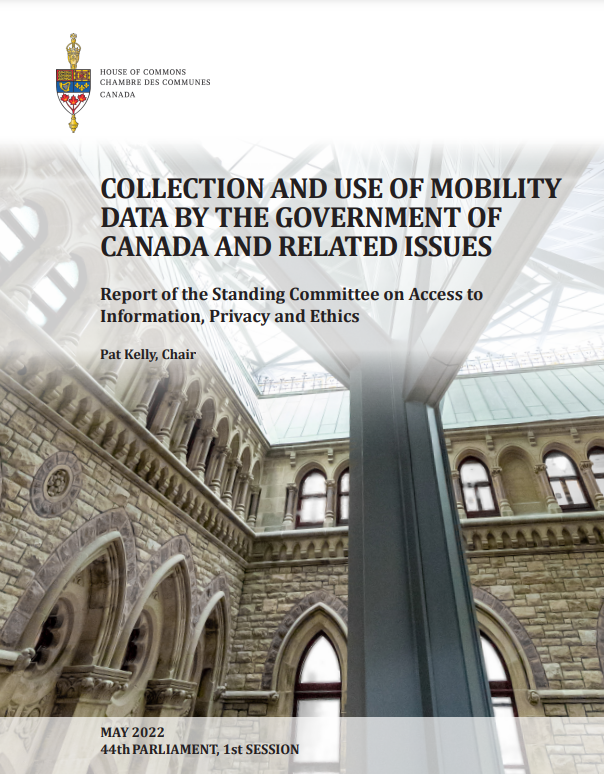 HOUSE OF COMMONS
CHAMBRE DES COMMUNES
CANADA
COLLECTION AND USE OF MOBILITY
DATA BY THE GOVERNMENT OF
CANADA AND RELATED ISSUES
Report of the Standing Committee on Access to
Information, Privacy and Ethics
Pat Kelly, Chair
MAY 2022
44th PARLIAMENT, 1st SESSION